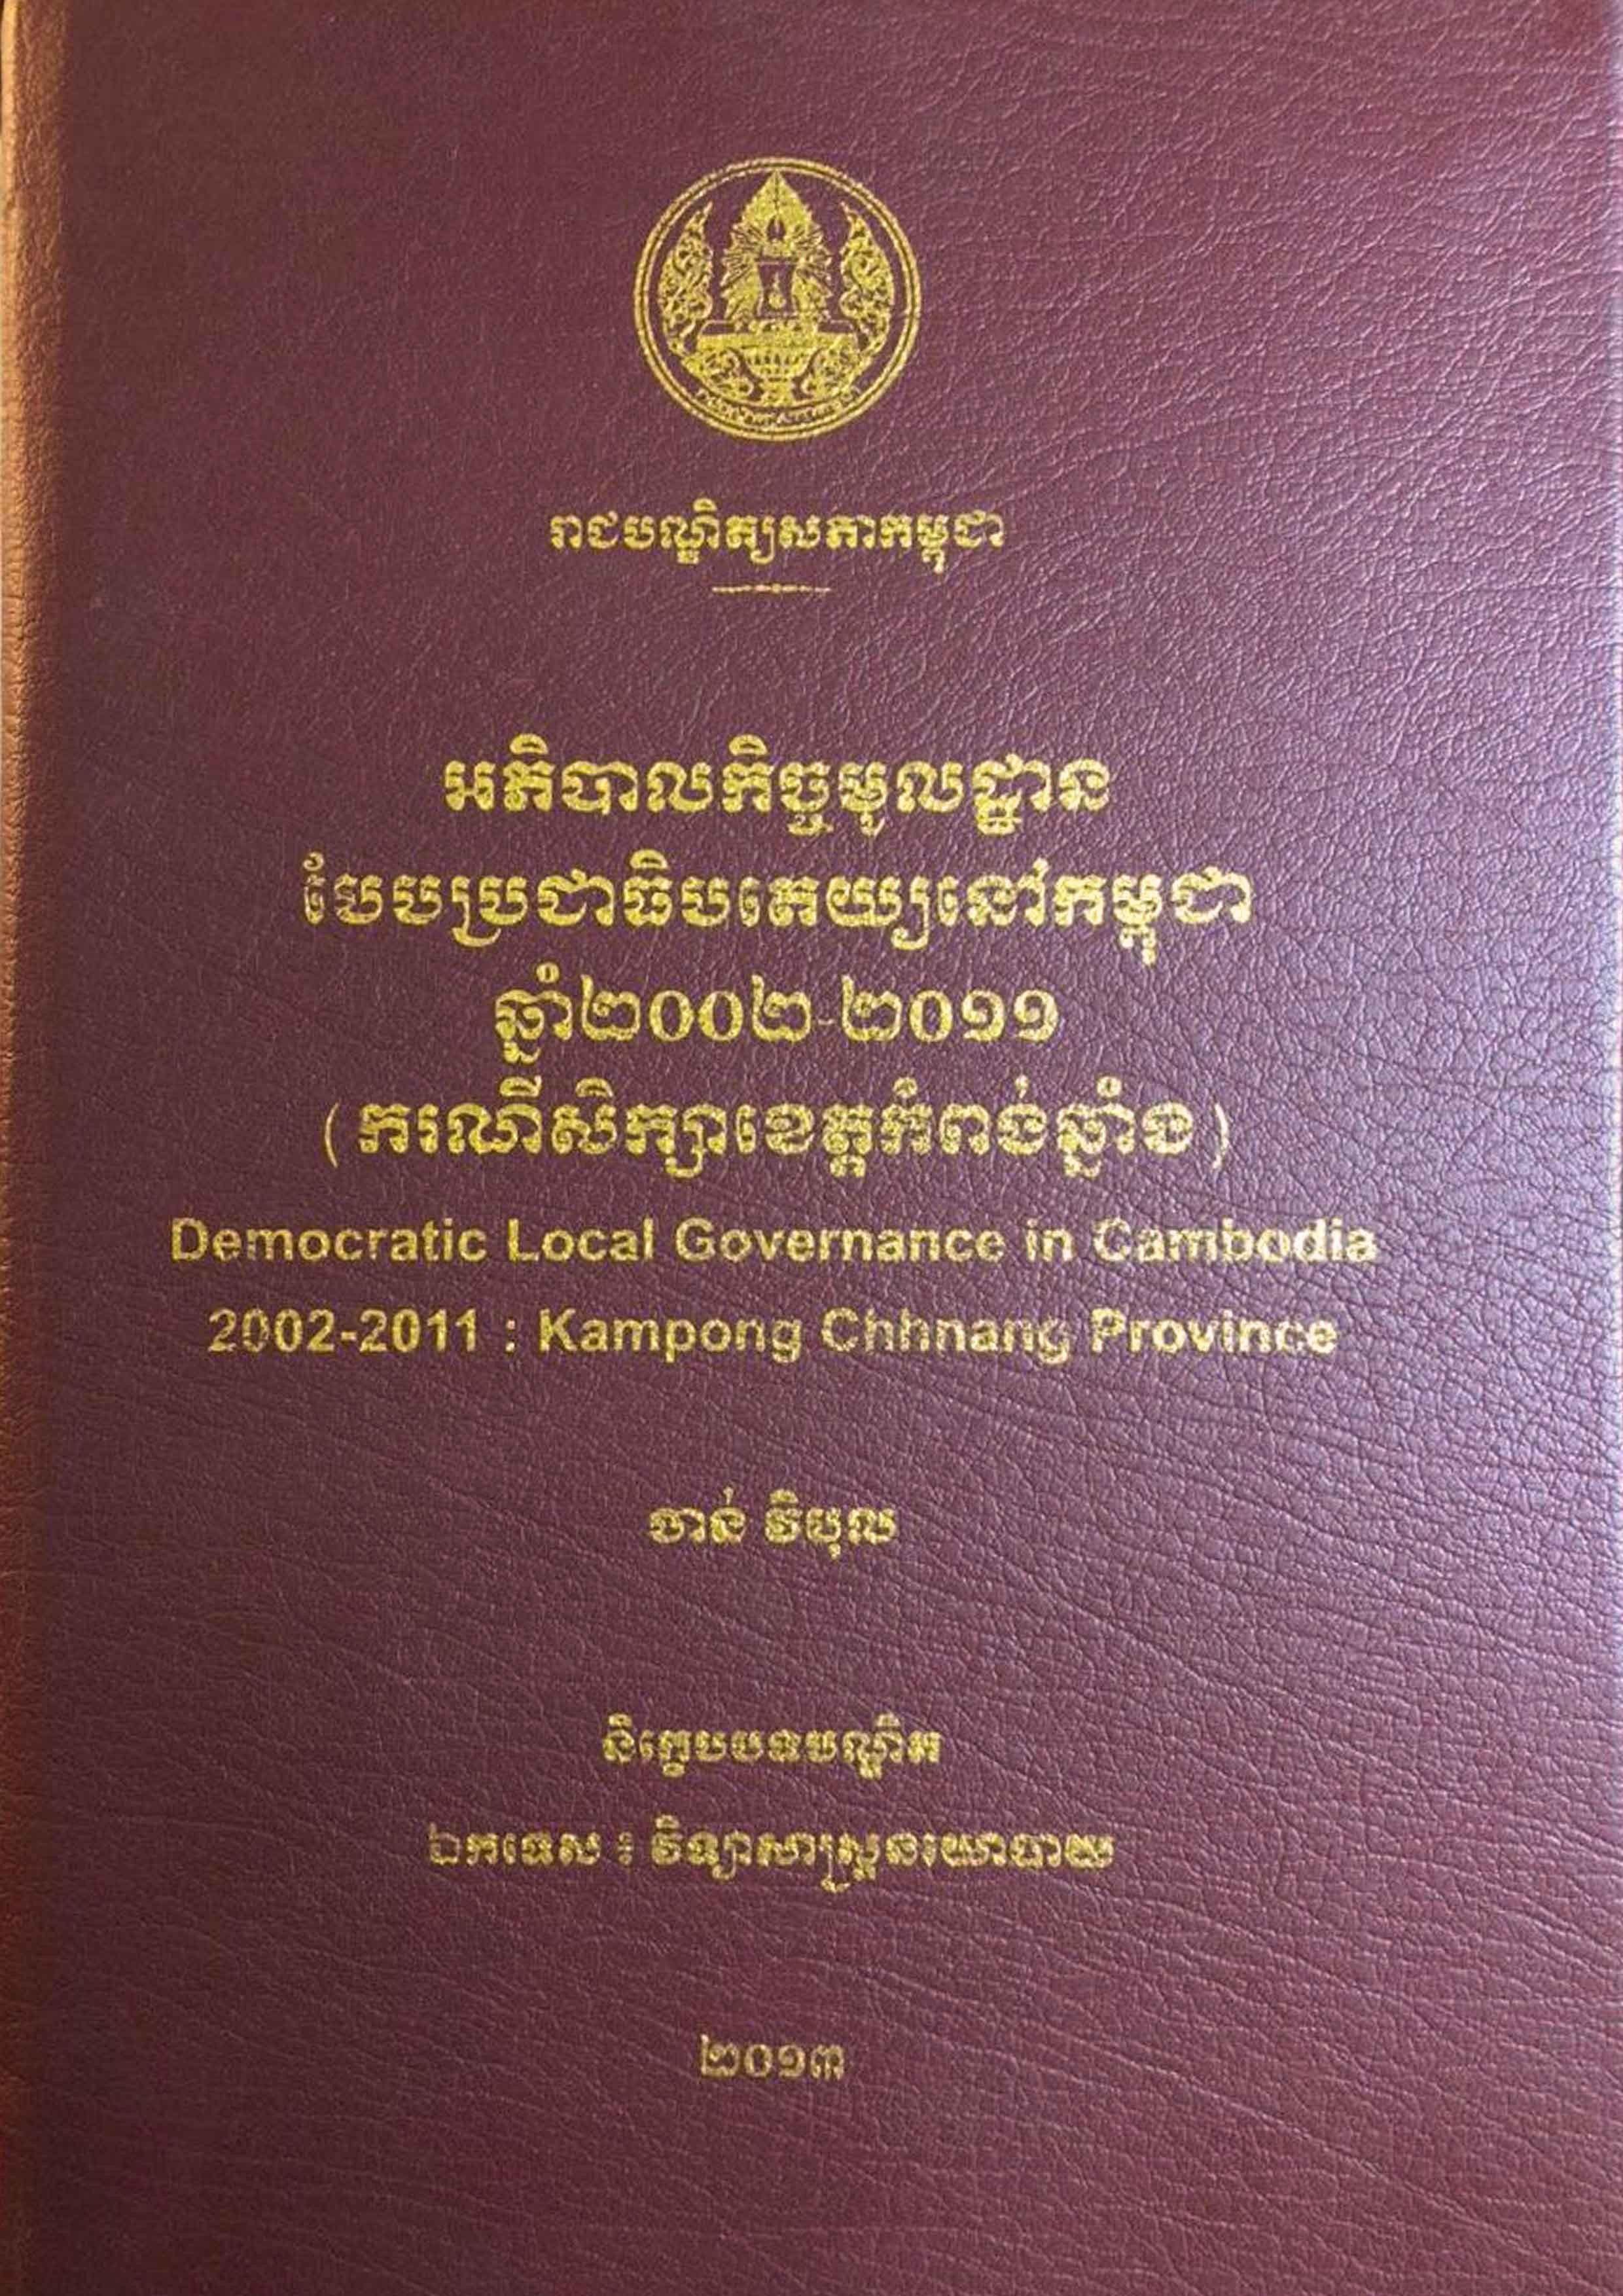 រាជបណ្ឌិត្យសភាកម្ពុជា
អភិបាលកិច្ចមូលដ្ឋាន
បែបប្រជាធិបតេយ្យនៅកម្ពុជា
ឆ្នាំ២០០២-២០១១
(ករណីសិក្សាខេត្តកំពង់ឆ្នាំង)
Democratic Local Governance in Cambodia
2002-2011 : Kampong Chhnang Province
ចាន់ វិបុល
និក្ខេបបទបណ្ឌិត
ឯកទេស ៖ វិទ្យាសាស្ត្រនយោបាយ
២០១៣